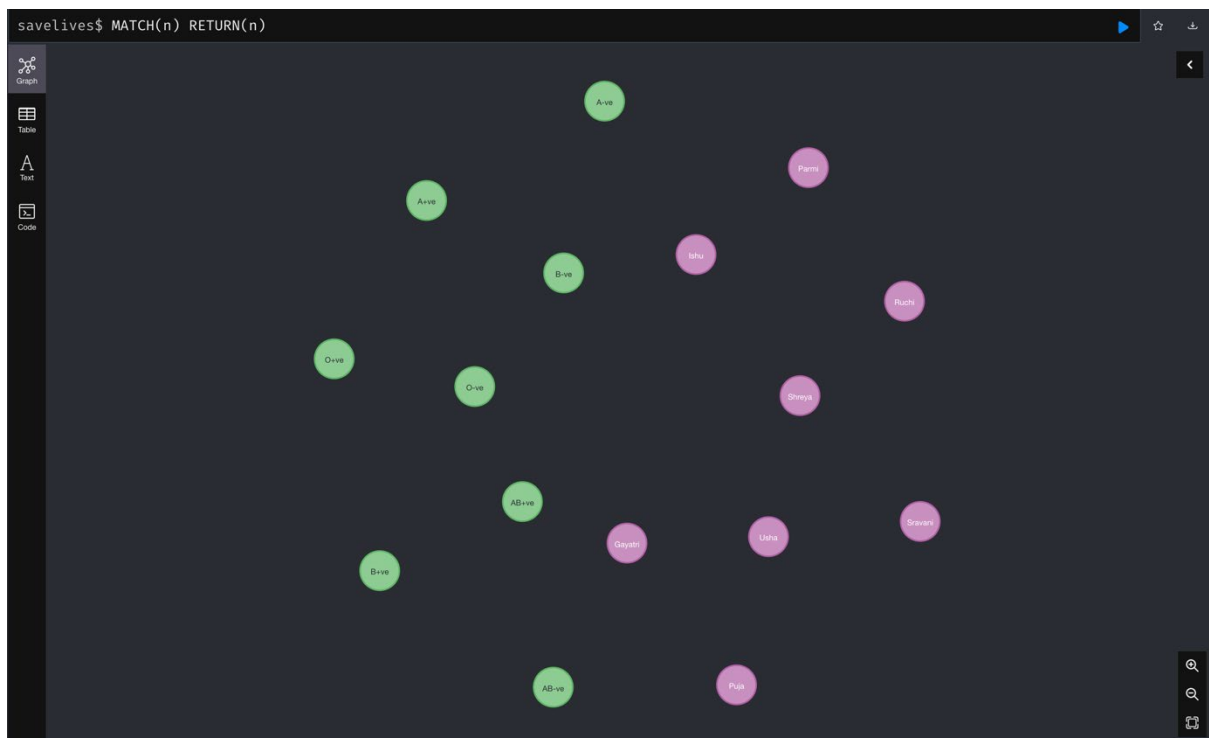 savelives$ MATCH(n) RETURN(n)
Graph
Table
A
Text
Code
A-ve
Parmi
A+ve
Ishu
B-ve
Ruchi
O+ve
O-ve
Shreya
AB+ve
Sravani
Usha
Gayatri
B+ve
Puja
AB-ve